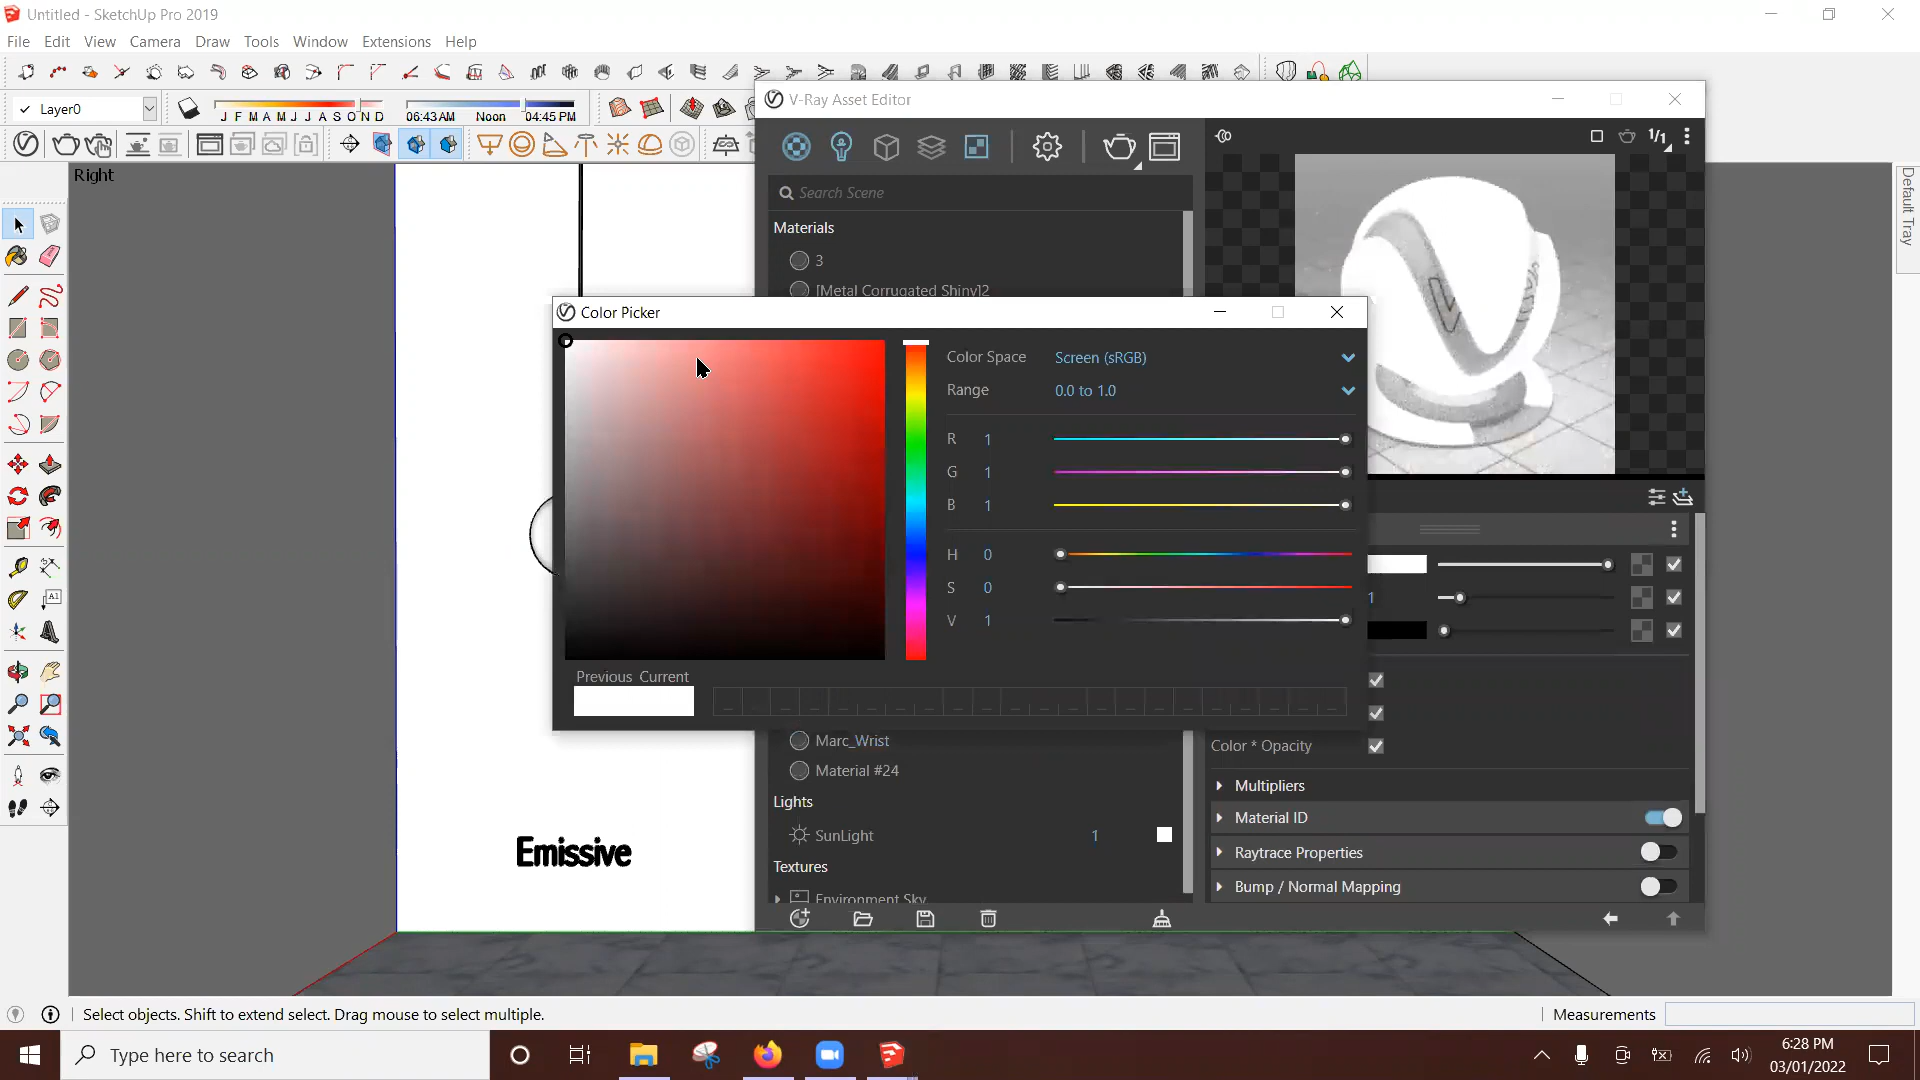 Untitled - SketchUp Pro 2019
File Edit View Camera Draw Tools Window Extensions Help
Layer0
J F M A M J J A S O N D
06:43 AM Noon 04:45 PM
V-Ray Asset Editor
1/1
Right
Search Scene
Materials
3
[Metal Corrugated Shiny]2
Default Tray
Color Picker
Color Space Screen (sRGB)
Range 0.0 to 1.0
R 1
G 1
B 1
H 0
S 0
V 1
1
Previous Current
Marc_Wrist
Material #24
Lights
SunLight 1
Textures
Environment Sky
Color * Opacity
Multipliers
Material ID
Raytrace Properties
Bump / Normal Mapping
Emissive
A1
Select objects. Shift to extend select. Drag mouse to select multiple.
Measurements
Type here to search
6:28 PM
03/01/2022